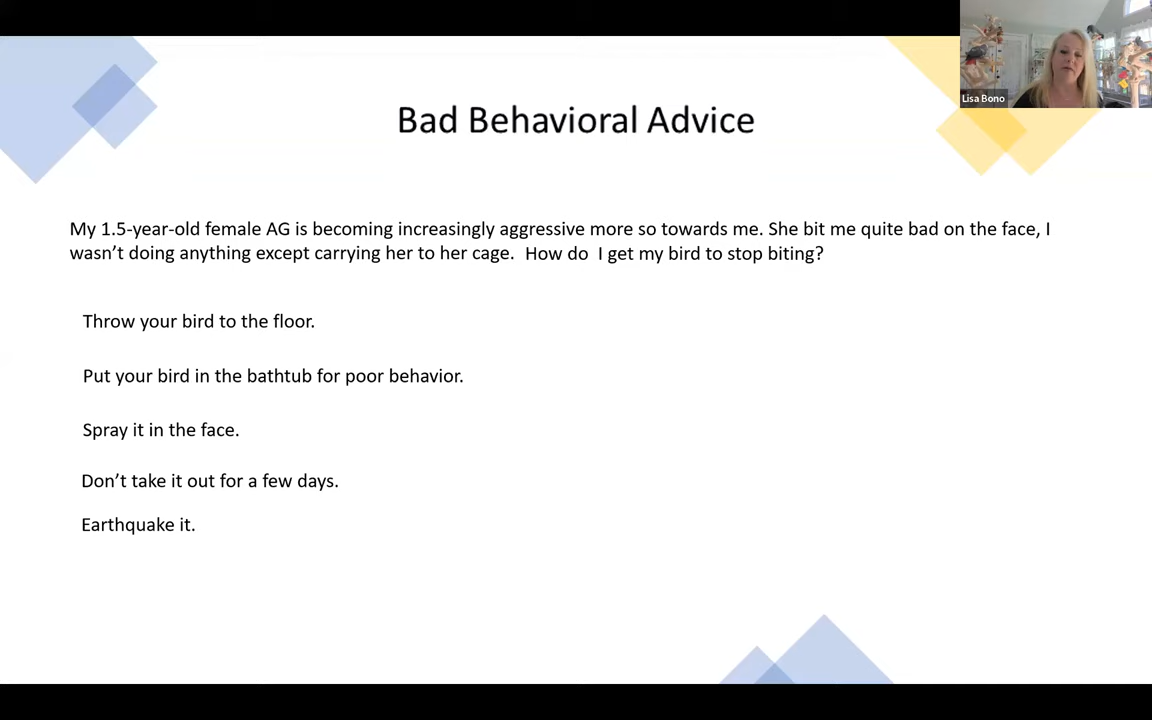 Lisa Bono
Bad Behavioral Advice
My 1.5-year-old female AG is becoming increasingly aggressive more so towards me. She bit me quite bad on the face, I
wasn't doing anything except carrying her to her cage.  How do  I get my bird to stop biting?
Throw your bird to the floor.
Put your bird in the bathtub for poor behavior.
Spray it in the face.
Don't take it out for a few days.
Earthquake it.